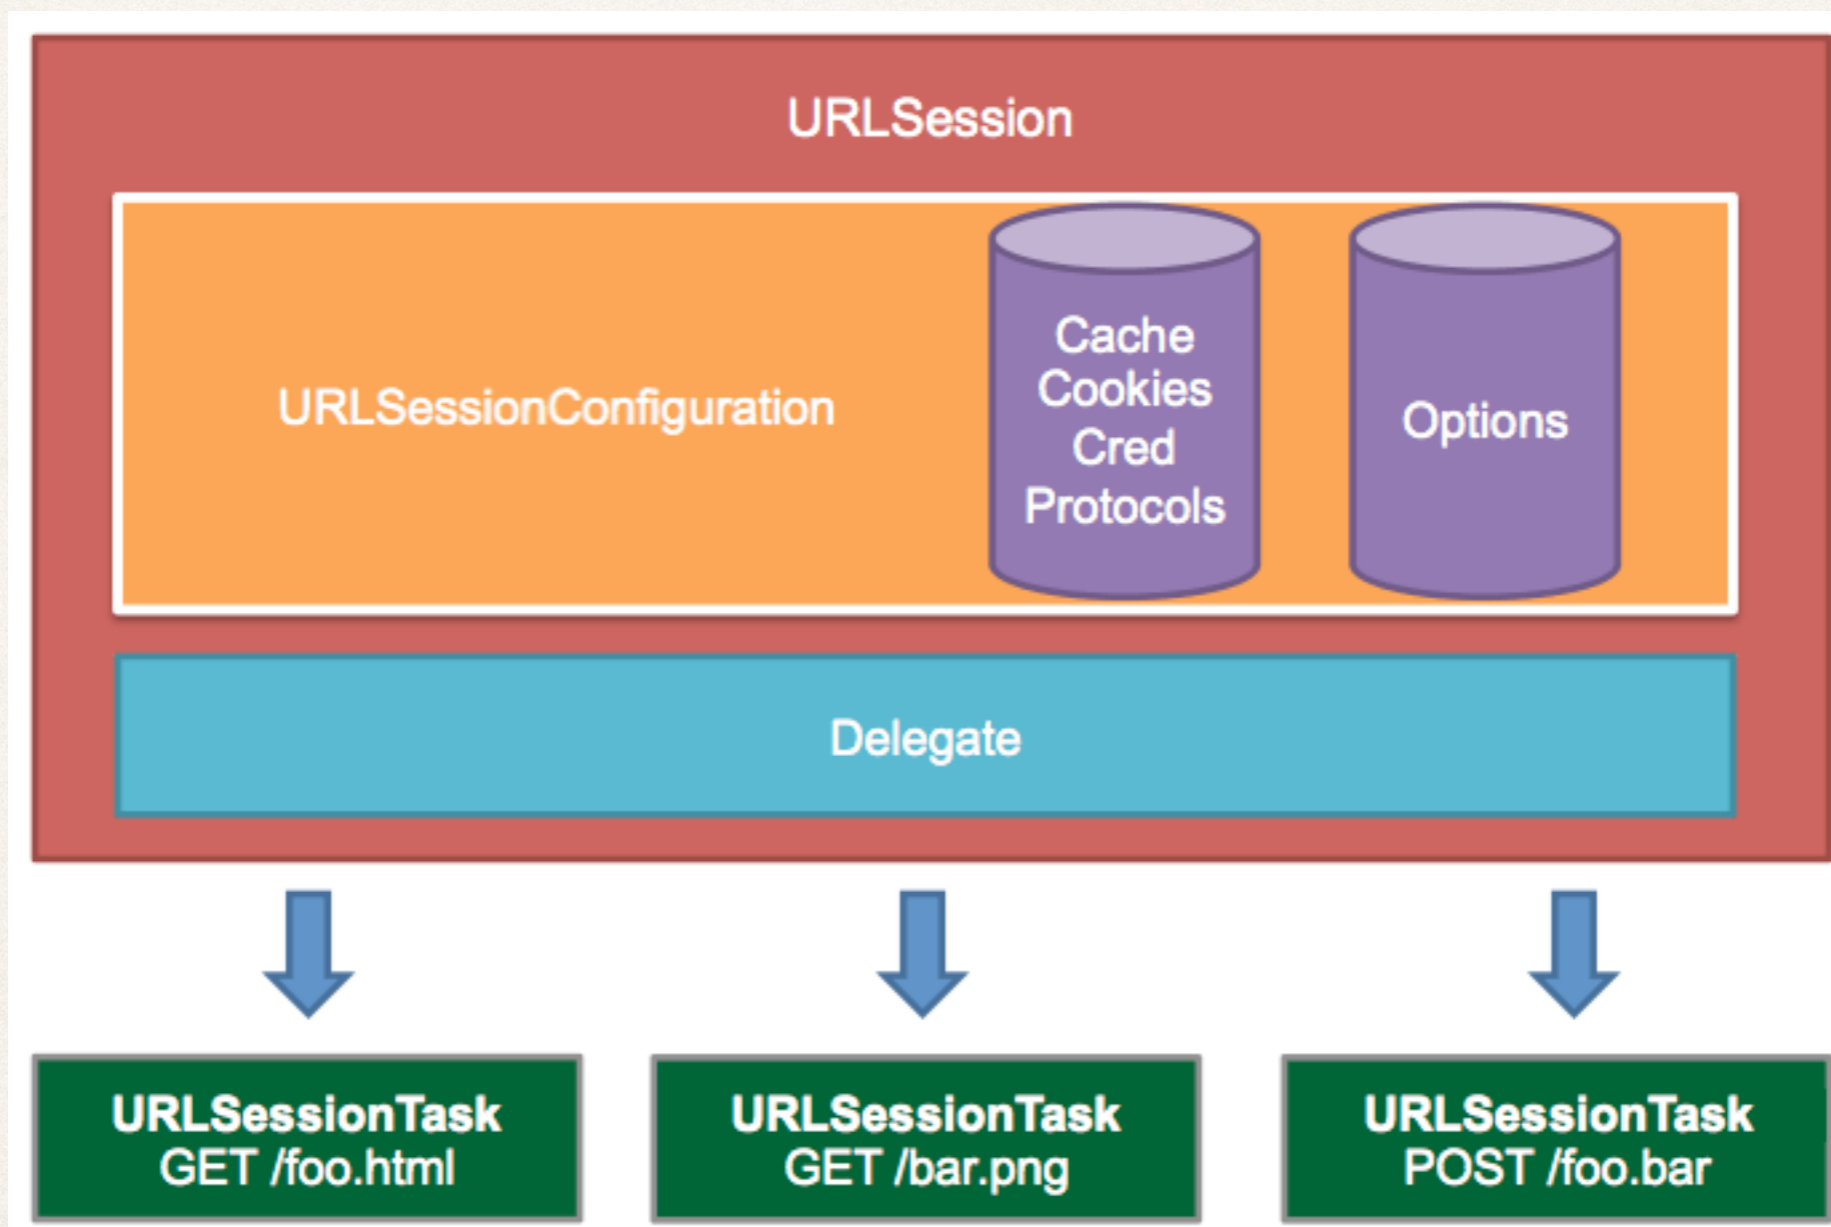 URLSession
URLSessionConfiguration
Cache
Cookies
Cred
Protocols
Options
Delegate
URLSessionTask
GET /foo.html
URLSessionTask
GET /bar.png
URLSessionTask
POST /foo.bar